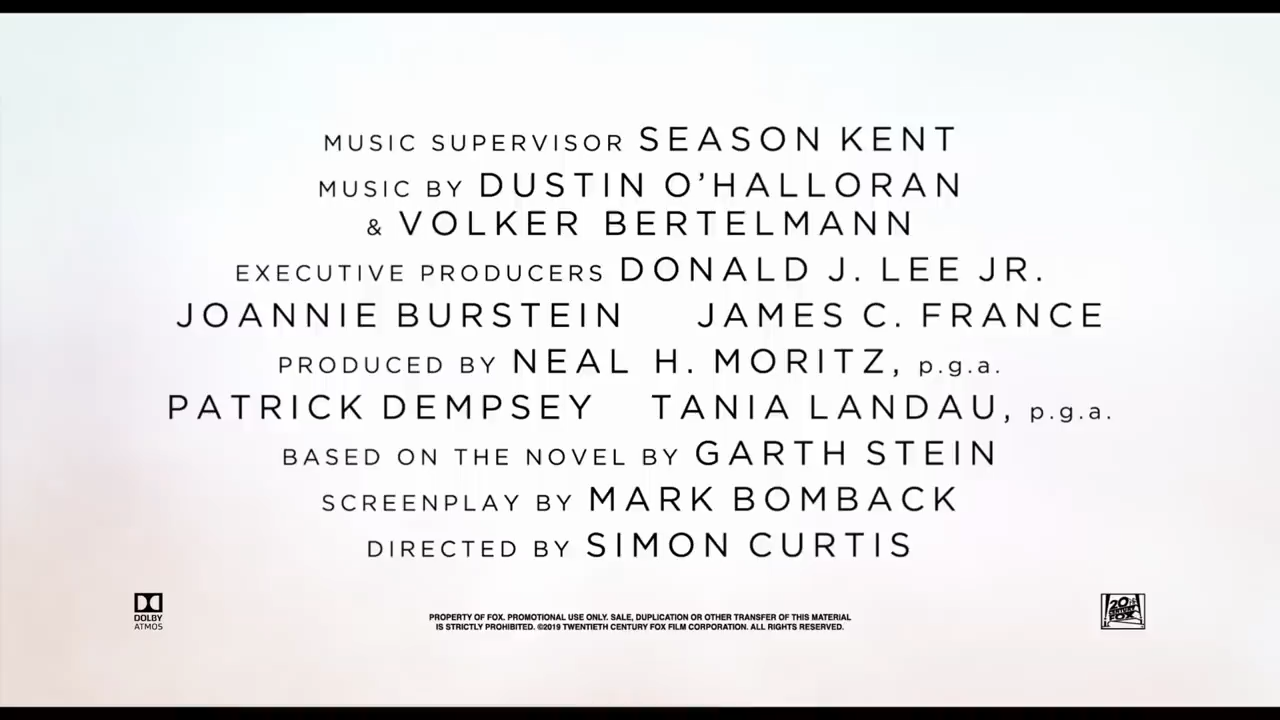 MUSIC SUPERVISOR SEASON KENT
MUSIC BY DUSTIN O'HALLORAN
& VOLKER BERTELMANN
EXECUTIVE PRODUCERS DONALD J. LEE JR.
JOANNIE BURSTEIN JAMES C. FRANCE
PRODUCED BY NEAL H. MORITZ, p.g.a.
PATRICK DEMPSEY TANIA LANDAU, p.g.a.
BASED ON THE NOVEL BY GARTH STEIN
SCREENPLAY BY MARK BOMBACK
DIRECTED BY SIMON CURTIS
DOLBY
ATMOS
PROPERTY OF FOX. PROMOTIONAL USE ONLY. SALE, DUPLICATION OR OTHER TRANSFER OF THIS MATERIAL
IS STRICTLY PROHIBITED. ©2019 TWENTIETH CENTURY FOX FILM CORPORATION. ALL RIGHTS RESERVED.
20th
CENTURY
FOX